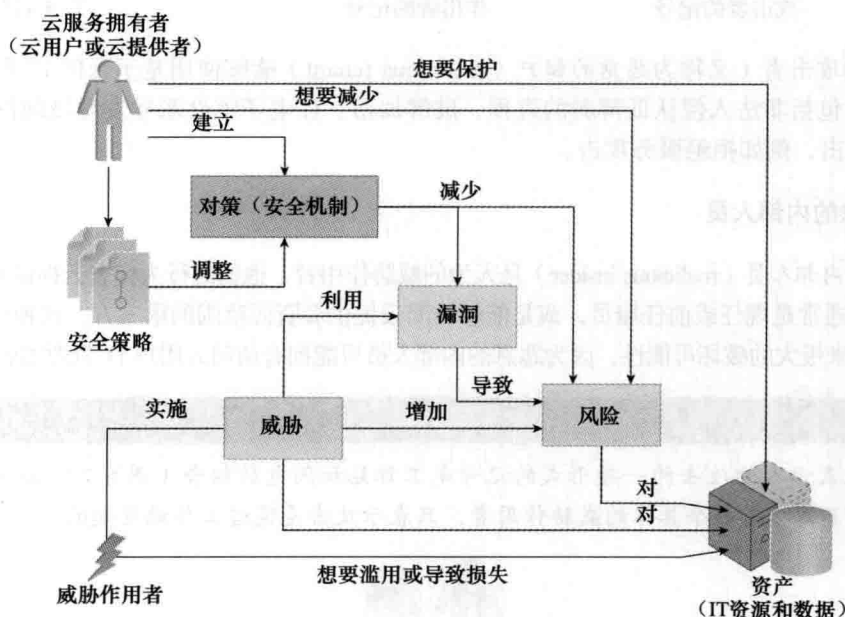 云服务拥有者
（云用户或云提供者）
想要保护
想要减少
建立
对策（安全机制）
减少
调整
利用
漏洞
安全策略
导致
实施
威胁
增加
风险
对
对
想要滥用或导致损失
威胁作用者
资产
（IT资源和数据）